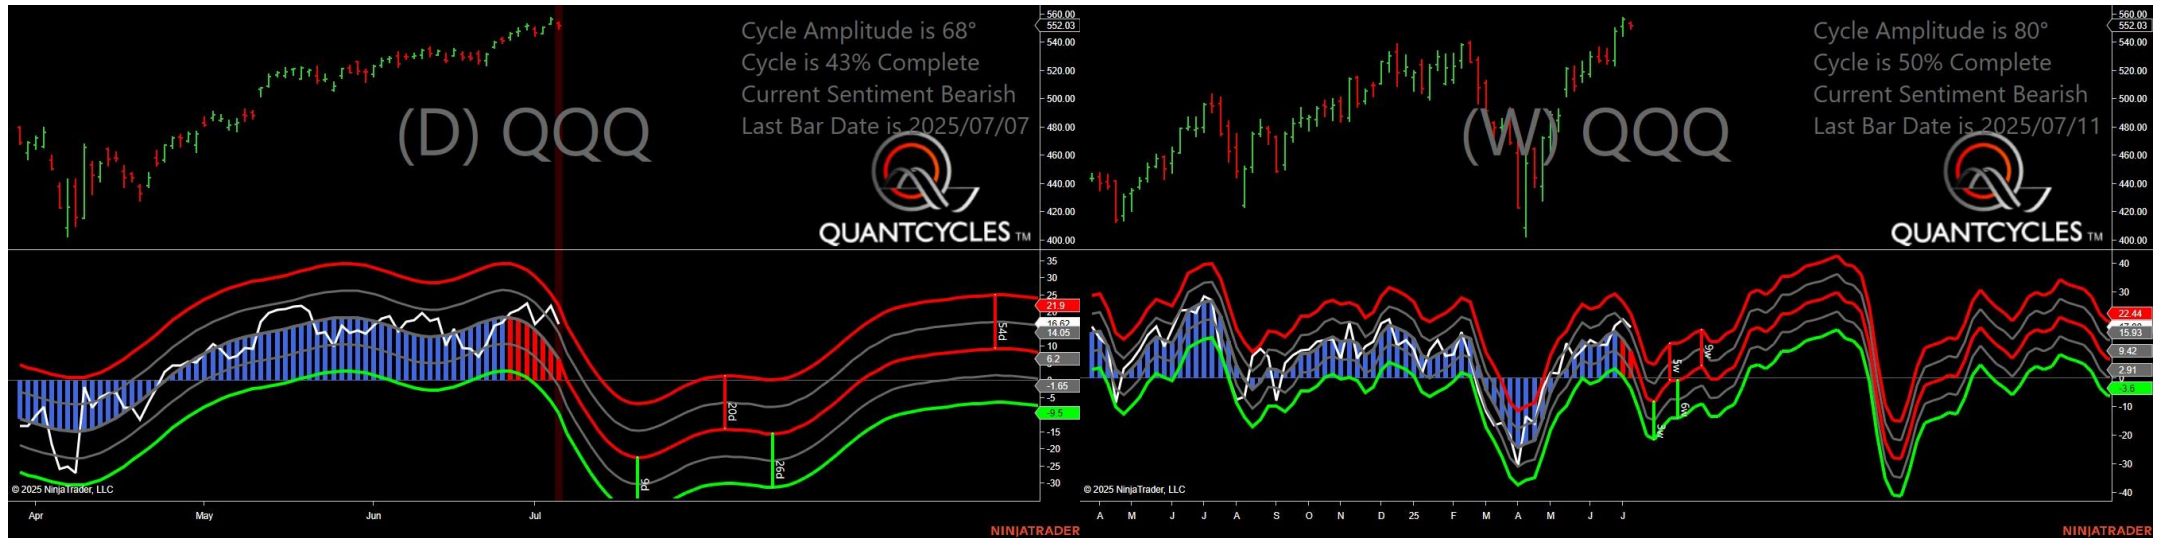 Cycle Amplitude is 68°
Cycle is 43% Complete
Current Sentiment Bearish
Last Bar Date is 2025/07/07
(D) QQQ
QUANTCYCLES TM
560.00
552.03
540.00
520.00
500.00
480.00
460.00
440.00
420.00
400.00
35
30
25
21.9
16.62
14.05
10
6.2
-1.65
-5
-9.5
-15
-20
-25
-30
9d
20d
26d
54d
© 2025 NinjaTrader, LLC
Apr May Jun Jul
NINJATRADER
Cycle Amplitude is 80°
Cycle is 50% Complete
Current Sentiment Bearish
Last Bar Date is 2025/07/11
(W) QQQ
QUANTCYCLES TM
560.00
552.03
540.00
520.00
500.00
480.00
460.00
440.00
420.00
400.00
40
30
22.44
15.93
9.42
2.91
-3.6
-10
-20
-30
-40
3w
5w
6w
9w
© 2025 NinjaTrader, LLC
A M J J A S O N D 25 F M A M J J
NINJATRADER